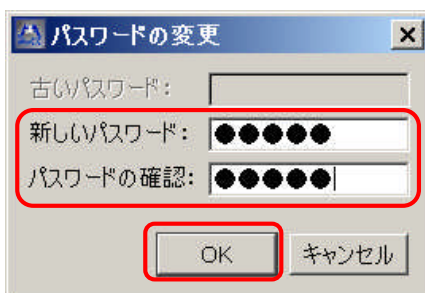 パスワードの変更
古いパスワード:
新しいパスワード: ●●●●●
パスワードの確認: ●●●●●
OK キャンセル